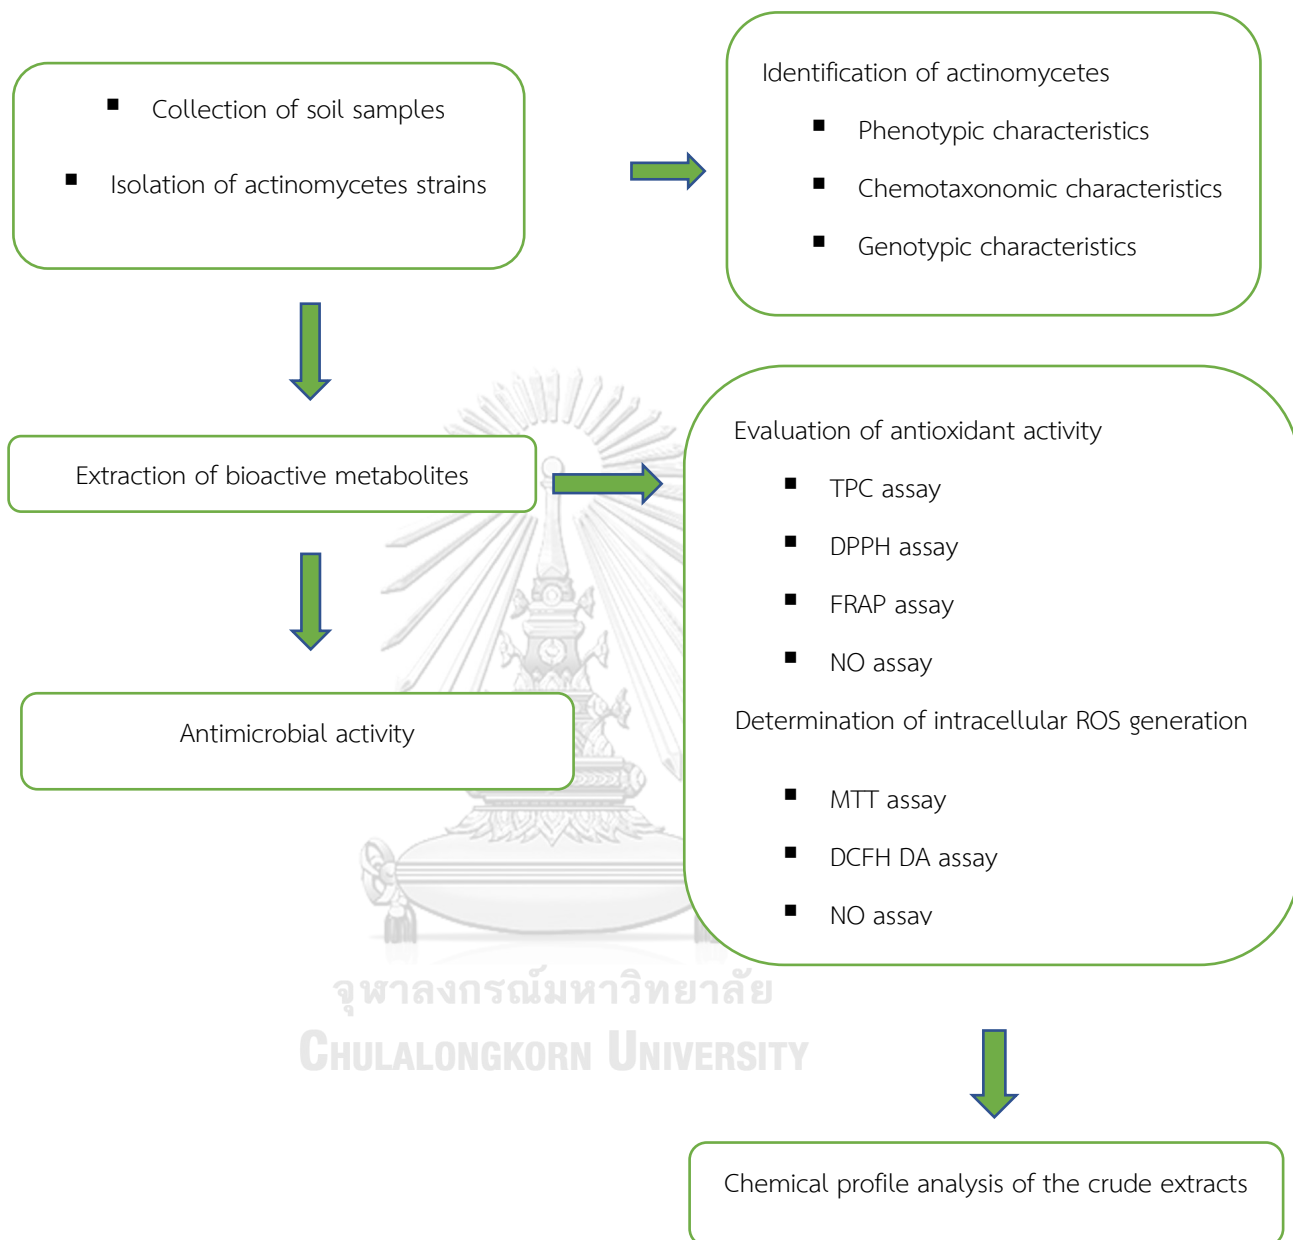 ▪ Collection of soil samples
▪ Isolation of actinomycetes strains
Identification of actinomycetes
▪ Phenotypic characteristics
▪ Chemotaxonomic characteristics
▪ Genotypic characteristics
Extraction of bioactive metabolites
Evaluation of antioxidant activity
▪ TPC assay
▪ DPPH assay
▪ FRAP assay
▪ NO assay
Determination of intracellular ROS generation
▪ MTT assay
▪ DCFH DA assay
▪ NO assay
Antimicrobial activity
จุฬาลงกรณ์มหาวิทยาลัย
CHULALONGKORN UNIVERSITY
Chemical profile analysis of the crude extracts